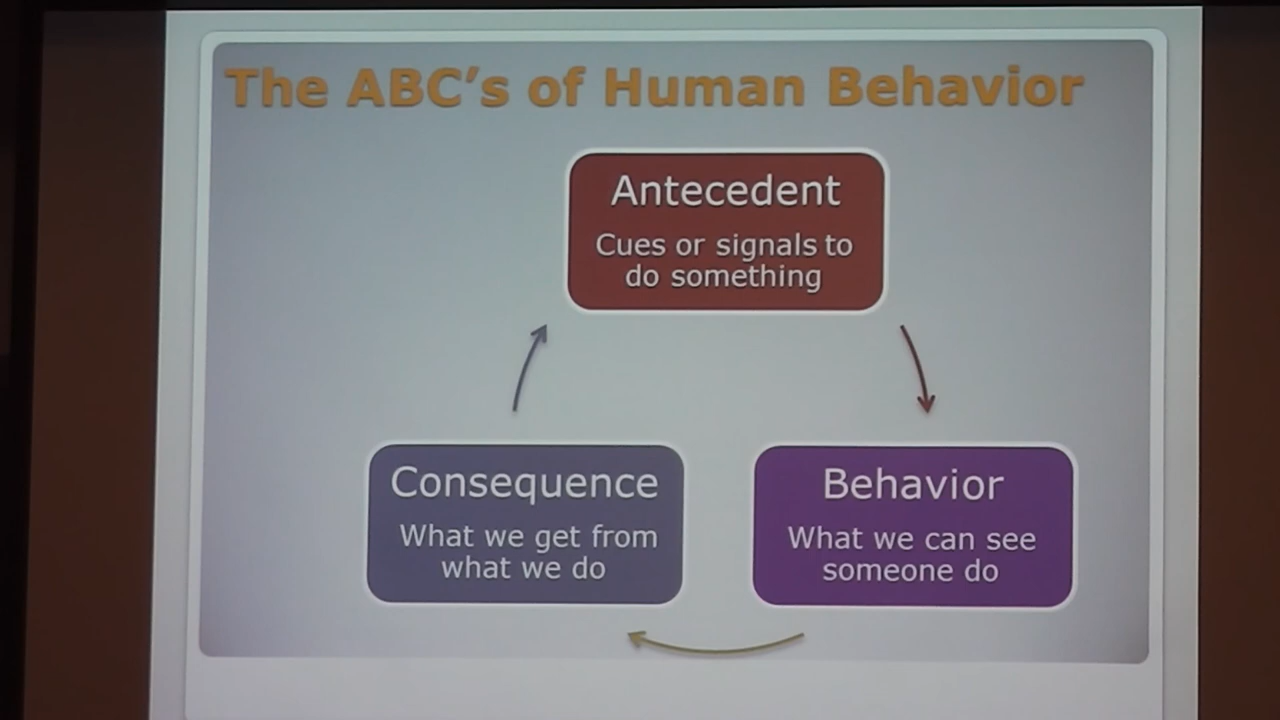 The ABC’s of Human Behavior
Antecedent
Cues or signals to
do something
Consequence
What we get from
what we do
Behavior
What we can see
someone do